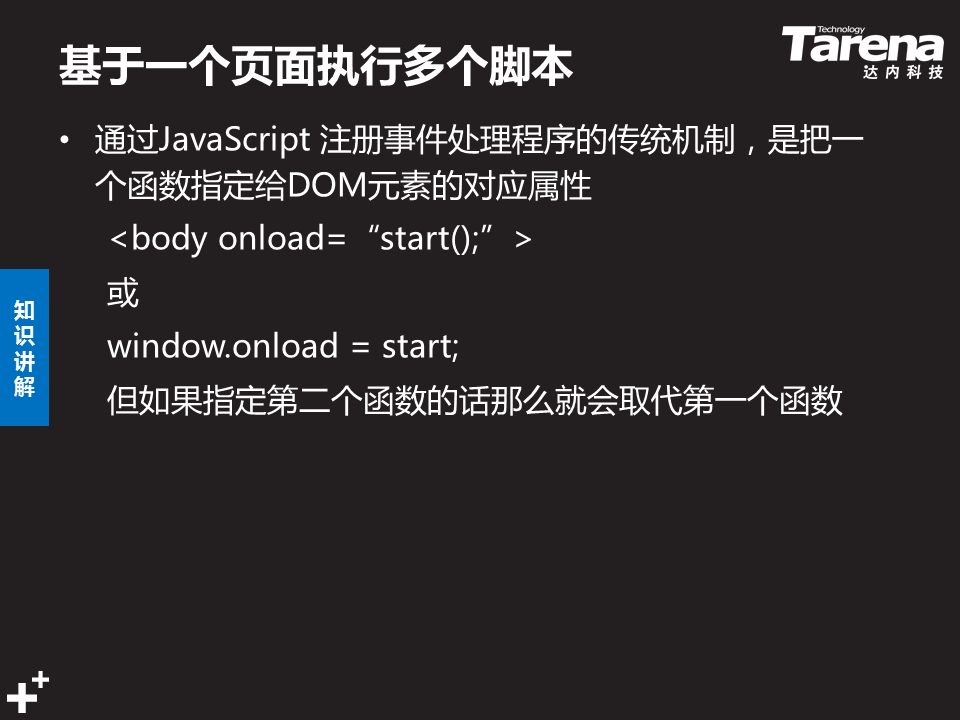 基于一个页面执行多个脚本
Technology
Tarena
达内科技
• 通过JavaScript 注册事件处理程序的传统机制，是把一
个函数指定给DOM元素的对应属性
<body onload=“start();” >
或
window.onload = start;
但如果指定第二个函数的话那么就会取代第一个函数
知
识
讲
解